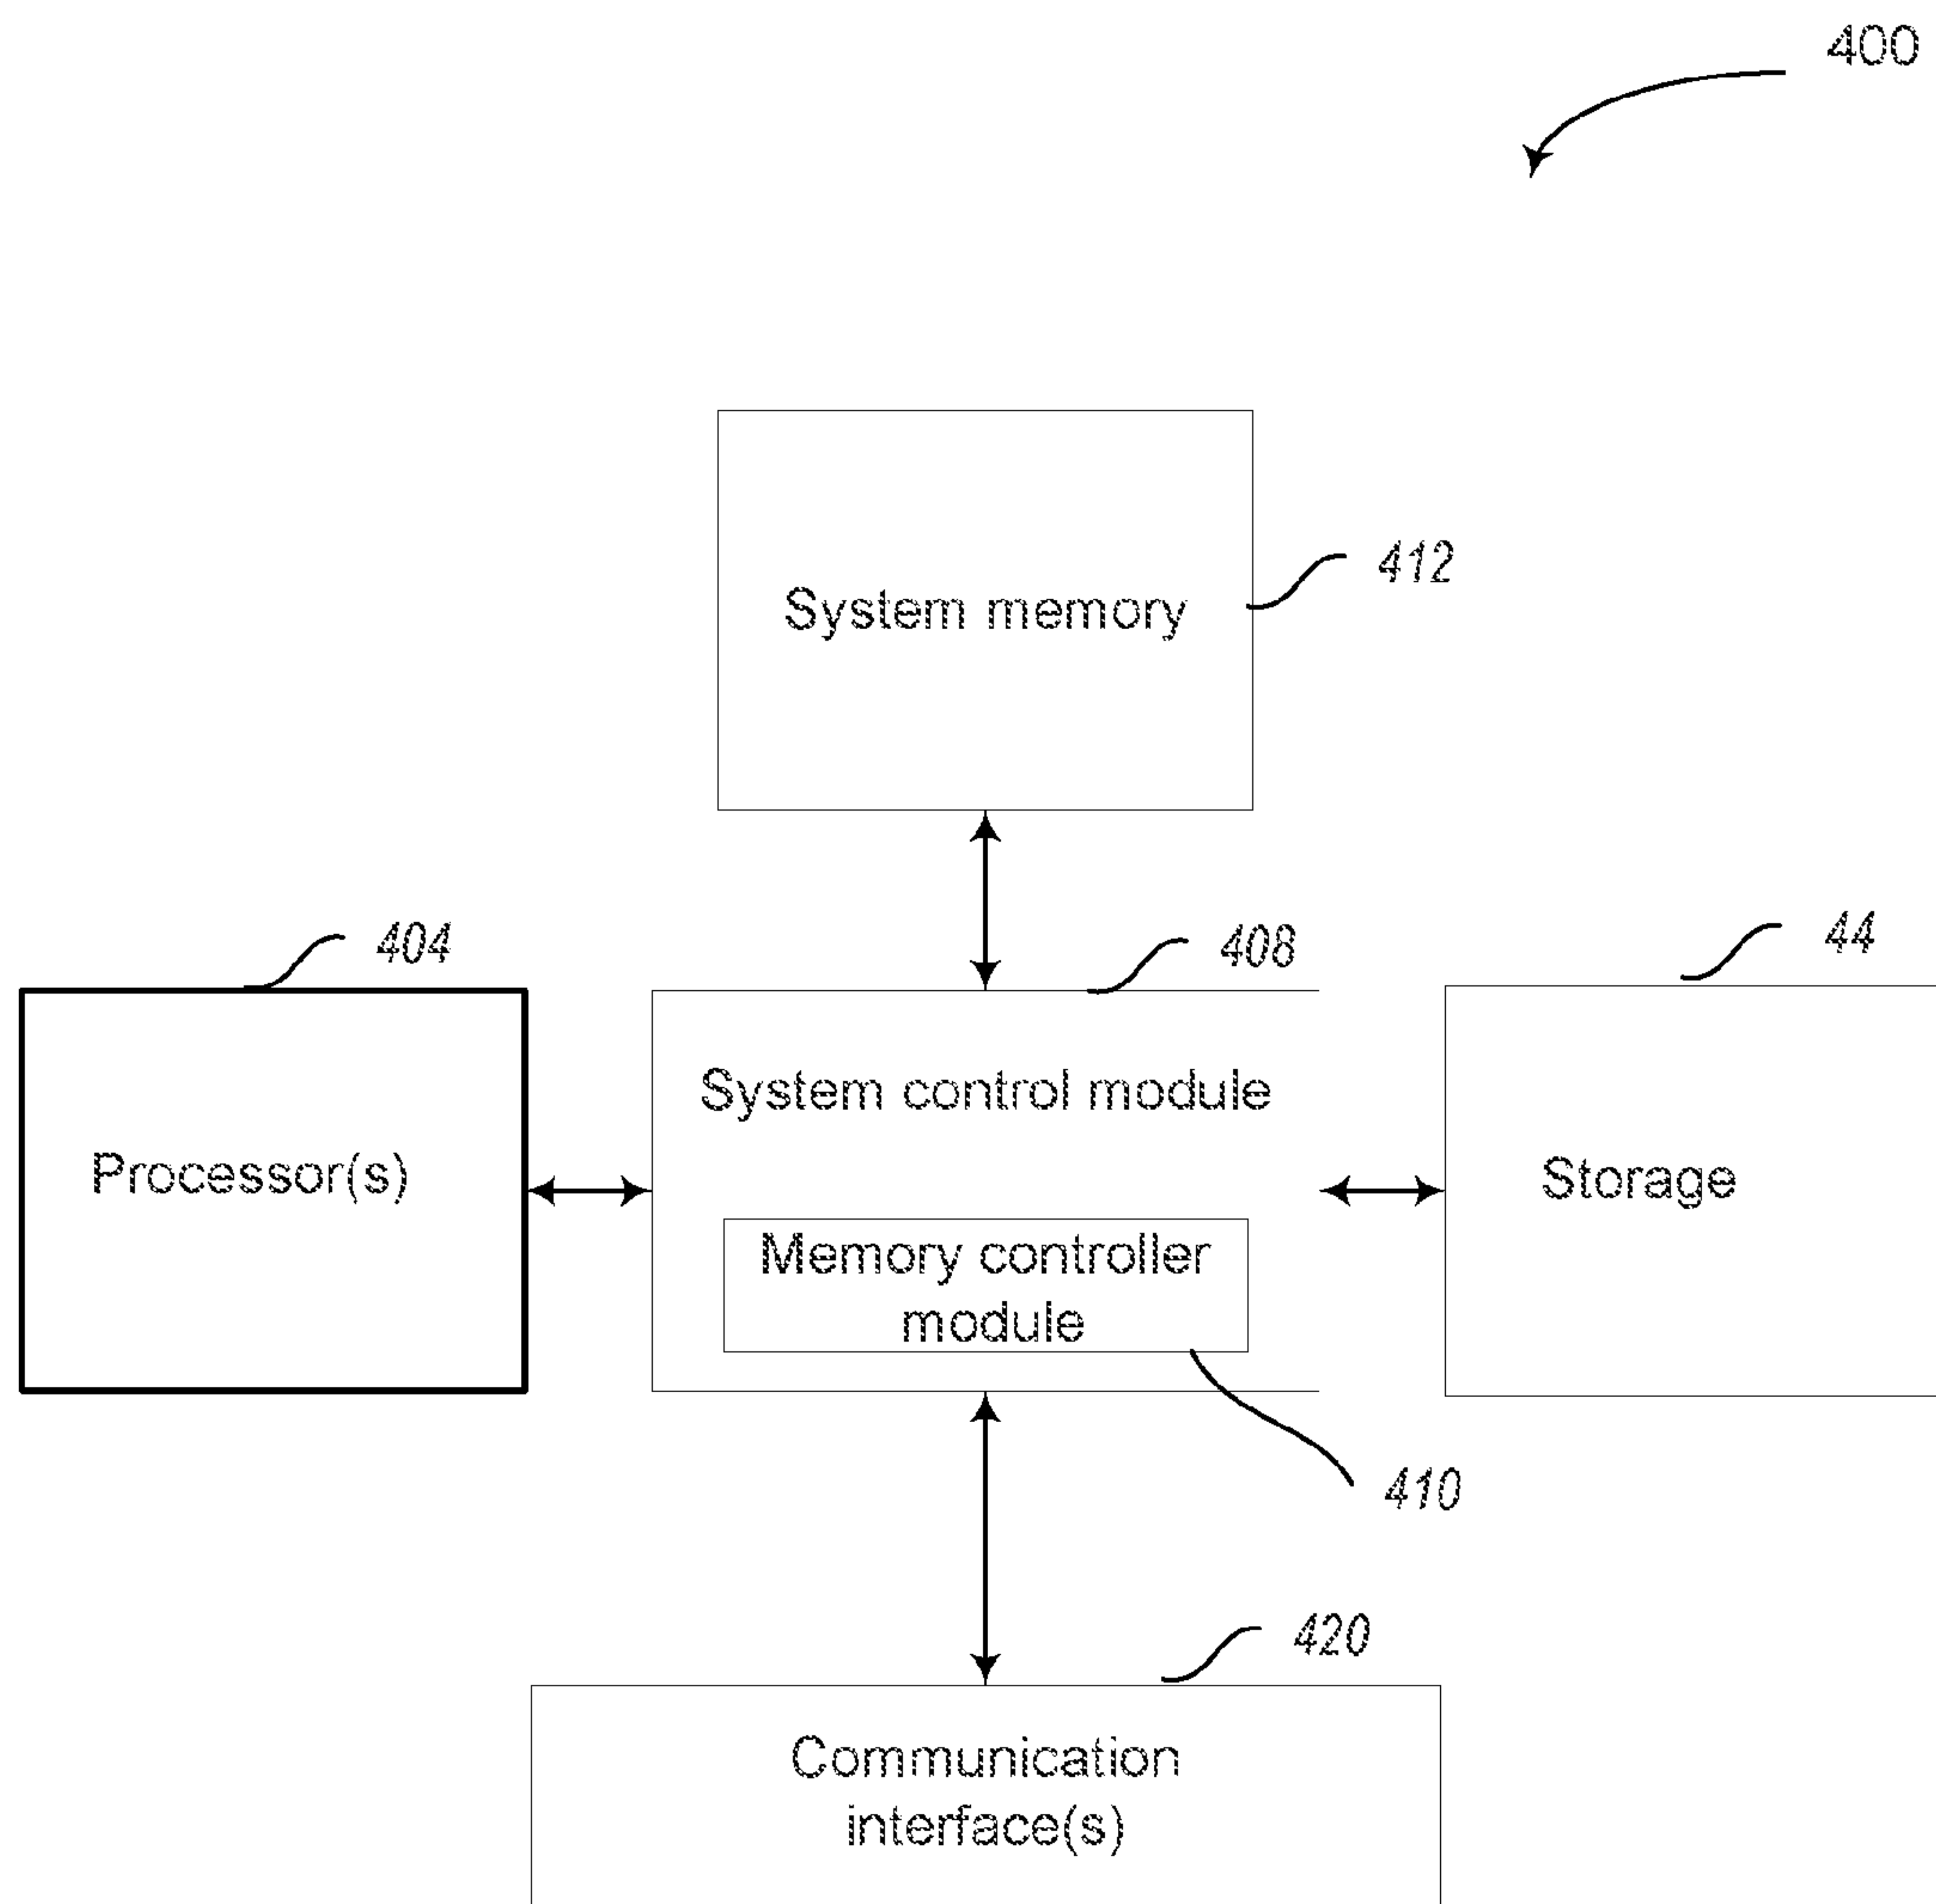 400
System memory
412
404
408
44
System control module
Processor(s)
Storage
Memory controller
module
410
420
Communication
interface(s)